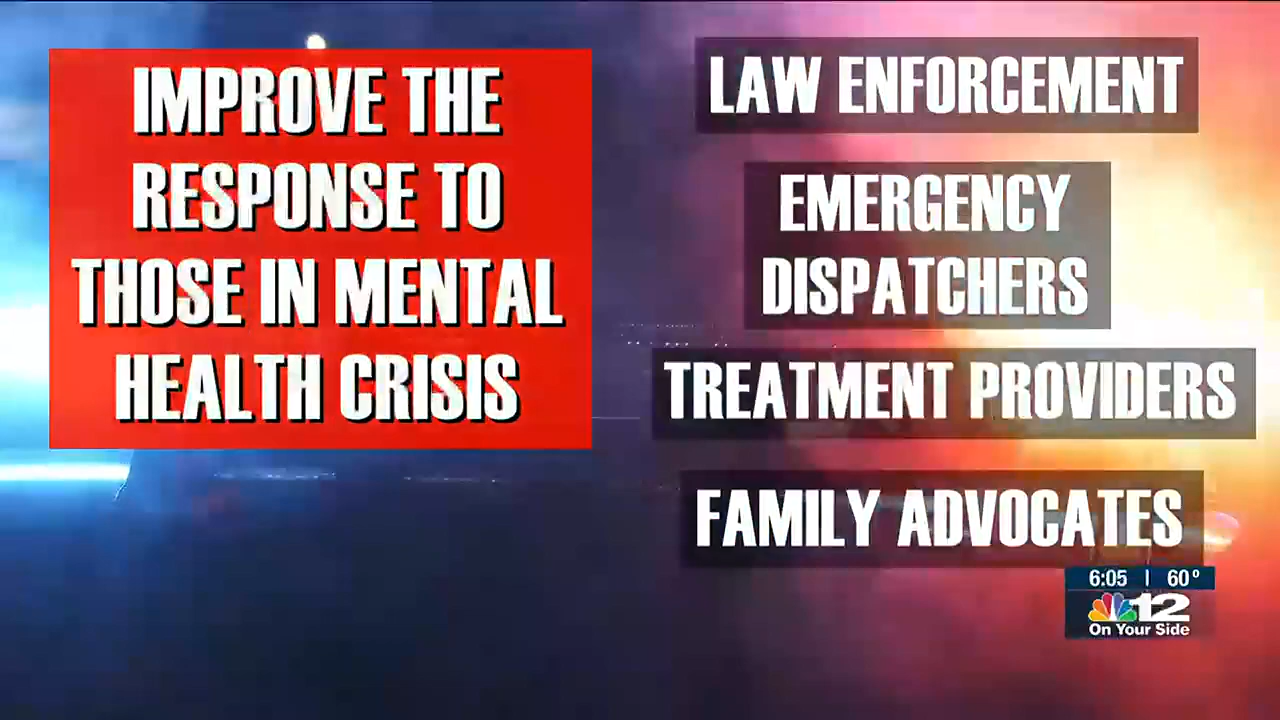 IMPROVE THE
RESPONSE TO
THOSE IN MENTAL
HEALTH CRISIS
LAW ENFORCEMENT
EMERGENCY
DISPATCHERS
TREATMENT PROVIDERS
FAMILY ADVOCATES
6:05 | 60°
12
On Your Side